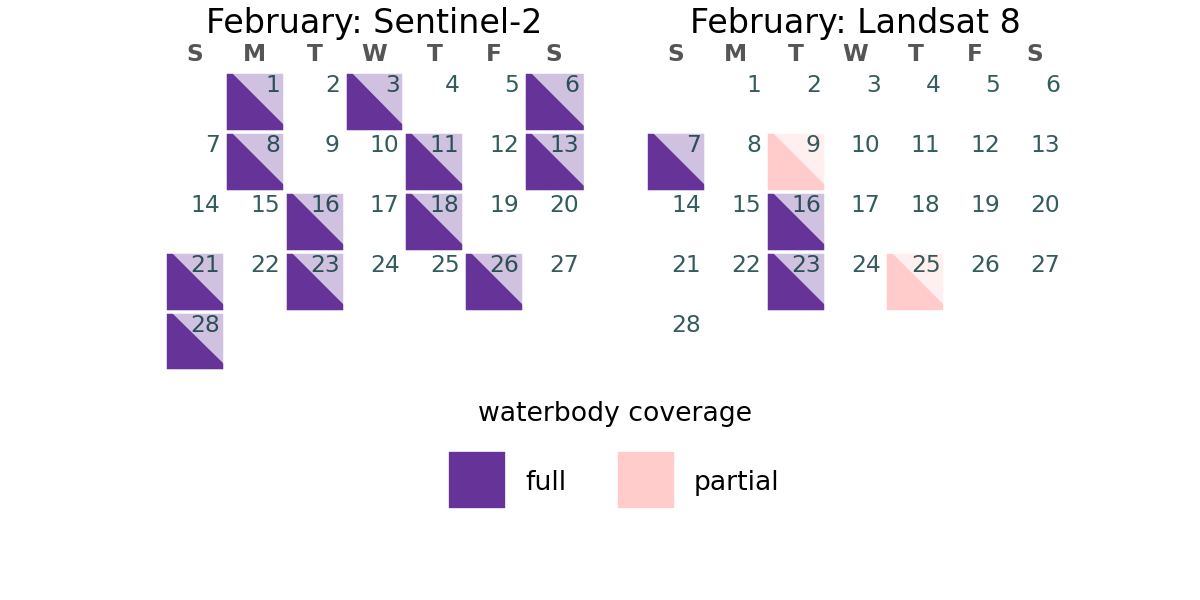 February: Sentinel-2
S M T W T F S
1 2 3 4 5 6
7 8 9 10 11 12 13
14 15 16 17 18 19 20
21 22 23 24 25 26 27
28
February: Landsat 8
S M T W T F S
1 2 3 4 5 6
7 8 9 10 11 12 13
14 15 16 17 18 19 20
21 22 23 24 25 26 27
28
waterbody coverage
full
partial